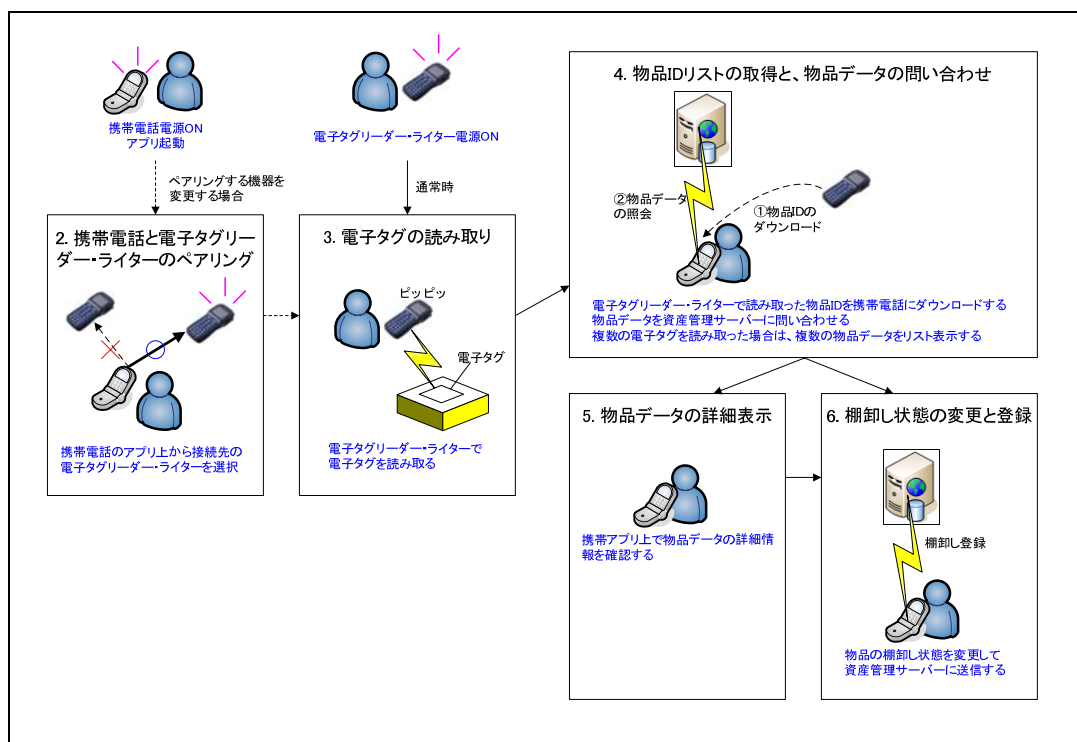 携帯電話電源ON
アプリ起動
電子タグリーダー・ライター電源ON
ペアリングする機器を
変更する場合
通常時
2. 携帯電話と電子タグリー
ダー・ライターのペアリング
携帯電話のアプリ上から接続先の
電子タグリーダー・ライターを選択
3. 電子タグの読み取り
ピッピッ
電子タグ
電子タグリーダー・ライターで
電子タグを読み取る
4. 物品IDリストの取得と、物品データの問い合わせ
②物品データ
の照会
①物品IDの
ダウンロード
電子タグリーダー・ライターで読み取った物品IDを携帯電話にダウンロードする
物品データを資産管理サーバーに問い合わせる
複数の電子タグを読み取った場合は、複数の物品データをリスト表示する
5. 物品データの詳細表示
携帯アプリ上で物品データの詳細情
報を確認する
6. 棚卸し状態の変更と登録
棚卸し登録
物品の棚卸し状態を変更して
資産管理サーバーに送信する